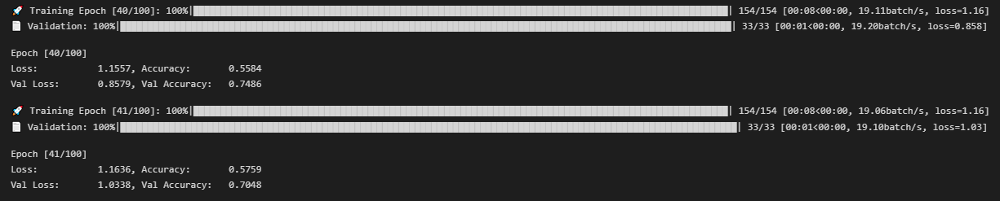 🚀 Training Epoch [40/100]: 100%|██████████| 154/154 [00:08<00:00, 19.11batch/s, loss=1.16]
📄 Validation: 100%|██████████| 33/33 [00:01<00:00, 19.20batch/s, loss=0.858]
Epoch [40/100]
Loss: 1.1557, Accuracy: 0.5584
Val Loss: 0.8579, Val Accuracy: 0.7486
🚀 Training Epoch [41/100]: 100%|██████████| 154/154 [00:08<00:00, 19.06batch/s, loss=1.16]
📄 Validation: 100%|██████████| 33/33 [00:01<00:00, 19.10batch/s, loss=1.03]
Epoch [41/100]
Loss: 1.1636, Accuracy: 0.5759
Val Loss: 1.0338, Val Accuracy: 0.7048